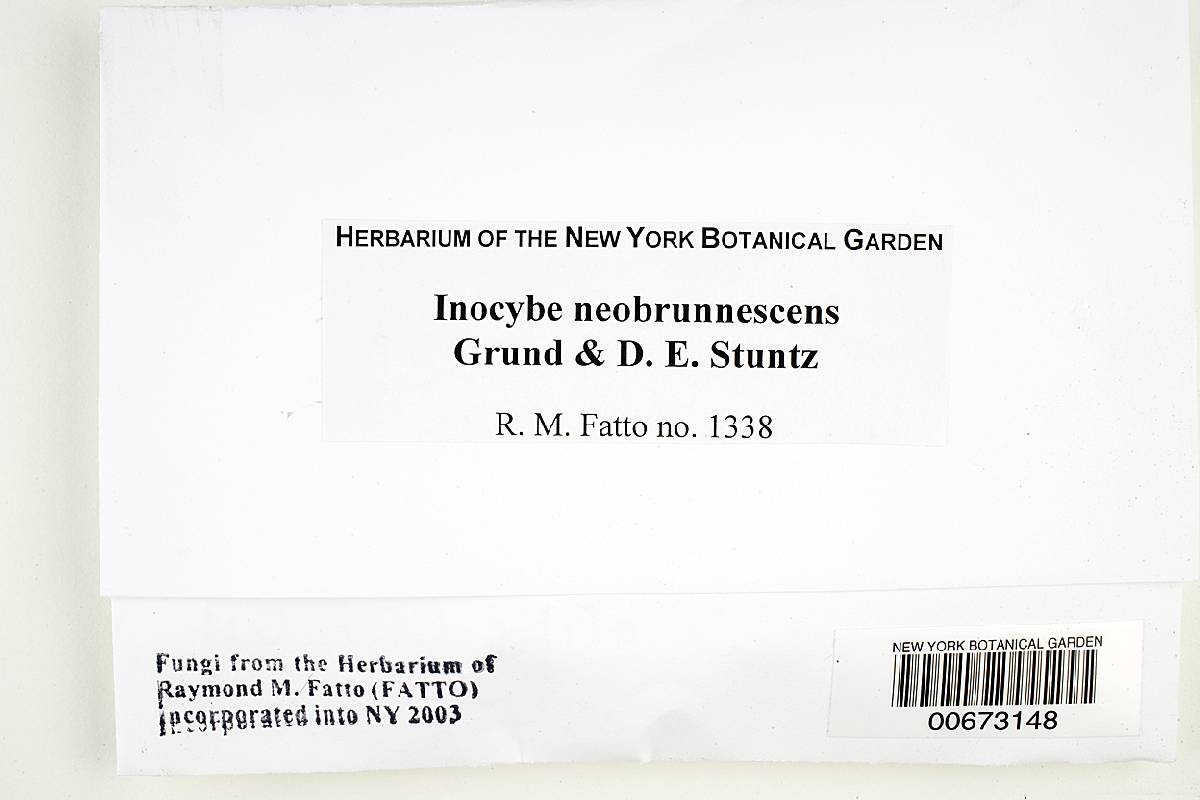 HERBARIUM OF THE NEW YORK BOTANICAL GARDEN
Inocybe neobrunnescens
Grund & D. E. Stuntz
R. M. Fatto no. 1338
Fungi from the Herbarium of
Raymond M. Fatto (FATTO)
Incorporated into NY 2003
NEW YORK BOTANICAL GARDEN
00673148